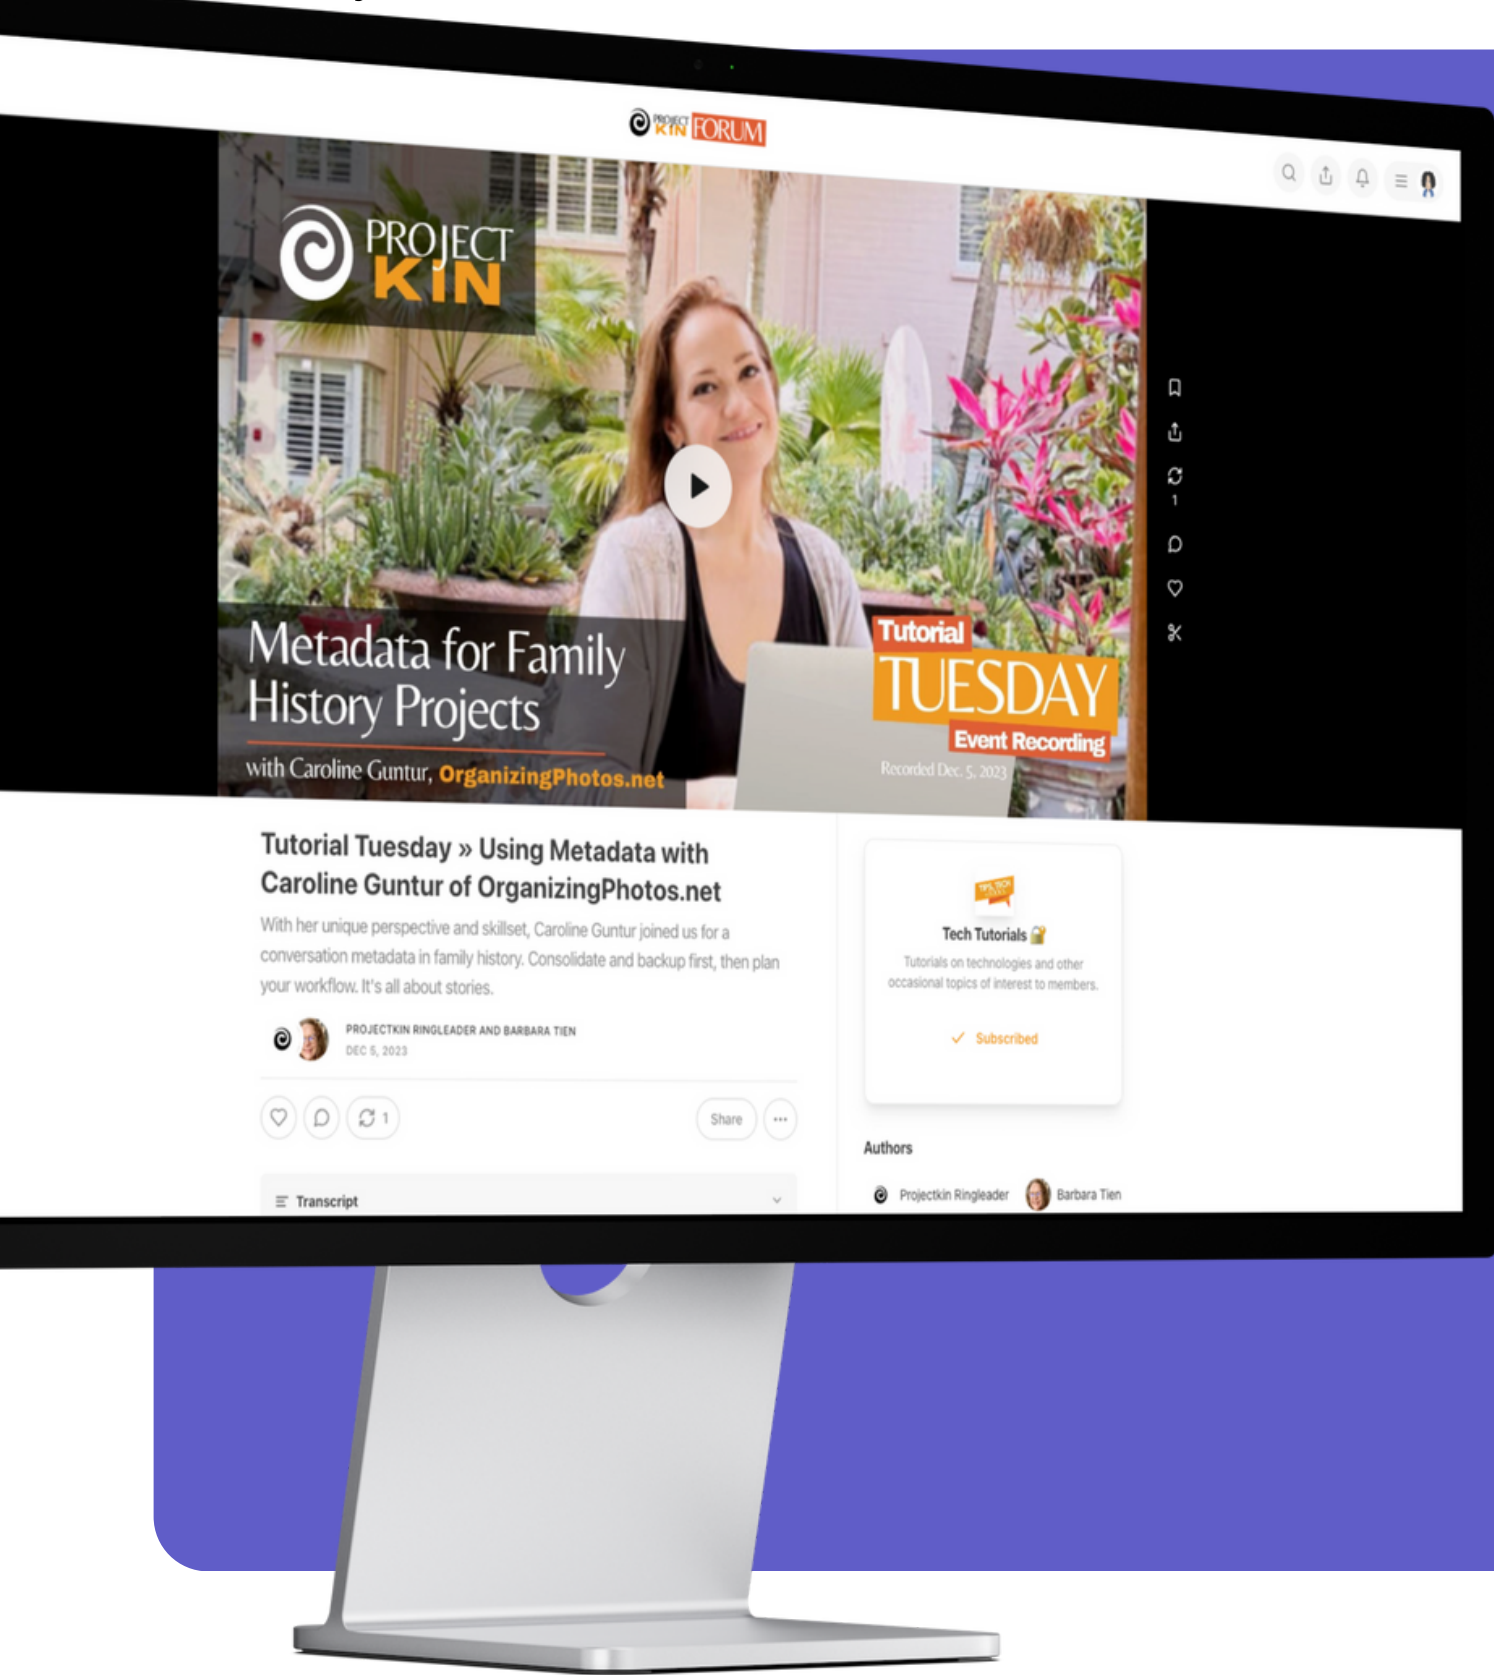 PROJECT
KIN FORUM
PROJECT
KIN
Metadata for Family
History Projects
with Caroline Guntur, OrganizingPhotos.net
Tutorial
TUESDAY
Event Recording
Recorded Dec. 5, 2023
1
Tutorial Tuesday » Using Metadata with
Caroline Guntur of OrganizingPhotos.net
With her unique perspective and skillset, Caroline Guntur joined us for a
conversation metadata in family history. Consolidate and backup first, then plan
your workflow. It's all about stories.
PROJECTKIN RINGLEADER AND BARBARA TIEN
DEC 5, 2023
1
Share
Transcript
TIPS, TECH
Tech Tutorials 🔐
Tutorials on technologies and other
occasional topics of interest to members.
Subscribed
Authors
Projectkin Ringleader Barbara Tien